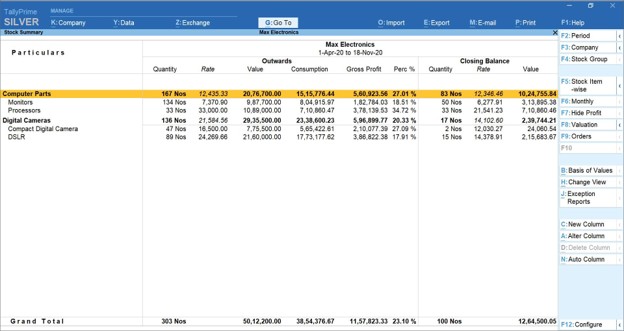 TallyPrime MANAGE
SILVER K: Company Y: Data Z: Exchange G: Go To O: Import E: Export M: E-mail P: Print F1: Help
Stock Summary Max Electronics X
Max Electronics
1-Apr-20 to 18-Nov-20
Particulars Outwards Closing Balance
Quantity Rate Value Consumption Gross Profit Perc % Quantity Rate Value
Computer Parts 167 Nos 12,435.33 20,76,700.00 15,15,776.44 5,60,923.56 27.01 % 83 Nos 12,346.46 10,24,755.84
Monitors 134 Nos 7,370.90 9,87,700.00 8,04,915.97 1,82,784.03 18.51 % 50 Nos 6,277.91 3,13,895.38
Processors 33 Nos 33,000.00 10,89,000.00 7,10,860.47 3,78,139.53 34.72 % 33 Nos 21,541.23 7,10,860.46
Digital Cameras 136 Nos 21,584.56 29,35,500.00 23,38,600.23 5,96,899.77 20.33 % 17 Nos 14,102.60 2,39,744.21
Compact Digital Camera 47 Nos 16,500.00 7,75,500.00 5,65,422.61 2,10,077.39 27.09 % 2 Nos 12,030.27 24,060.54
DSLR 89 Nos 24,269.66 21,60,000.00 17,73,177.62 3,86,822.38 17.91 % 15 Nos 14,378.91 2,15,683.67
Grand Total 303 Nos 50,12,200.00 38,54,376.67 11,57,823.33 23.10 % 100 Nos 12,64,500.05
F2: Period
F3: Company
F4: Stock Group
F5: Stock Item
-wise
F6: Monthly
F7: Hide Profit
F8: Valuation
F9: Orders
F10
B: Basis of Values
H: Change View
J: Exception
Reports
C: New Column
A: Alter Column
D: Delete Column
N: Auto Column
F12: Configure